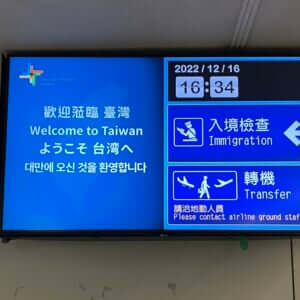 歡迎蒞臨 臺灣
Welcome to Taiwan
ようこそ 台湾へ
대만에 오신 것을 환영합니다
2022 / 12 / 16
16:34
入境檢查
Immigration
轉機
Transfer
請洽地勤人員
Please contact airline ground staf